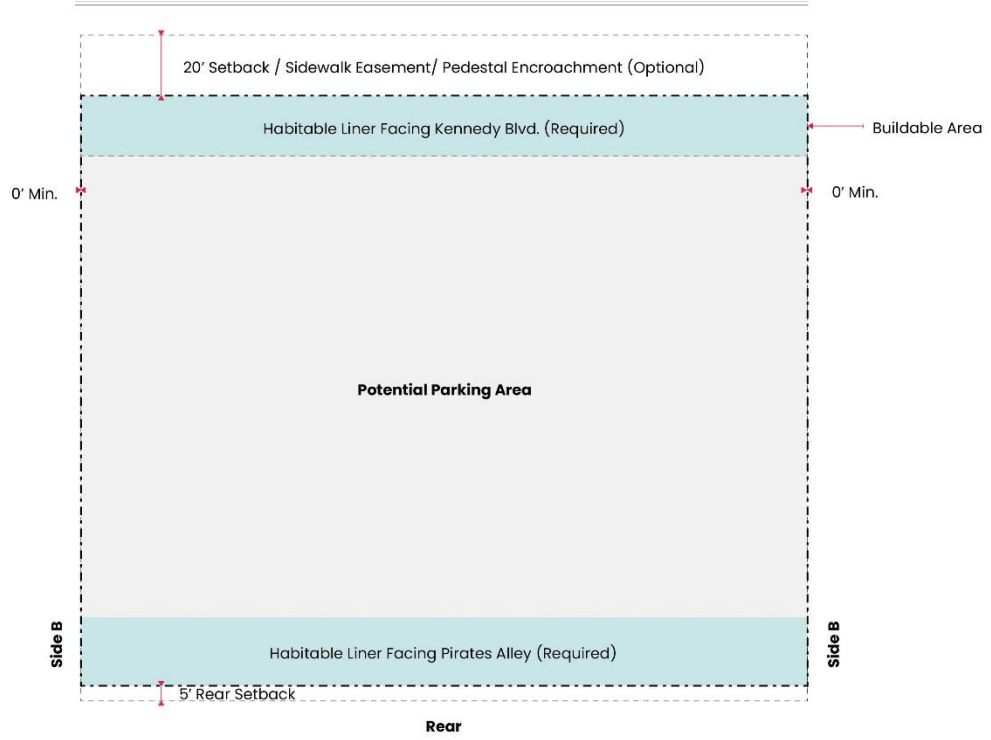 20' Setback / Sidewalk Easement/ Pedestal Encroachment (Optional)
Habitable Liner Facing Kennedy Blvd. (Required)
Buildable Area
0' Min.
0' Min.
Potential Parking Area
Side B
Side B
Habitable Liner Facing Pirates Alley (Required)
5' Rear Setback
Rear